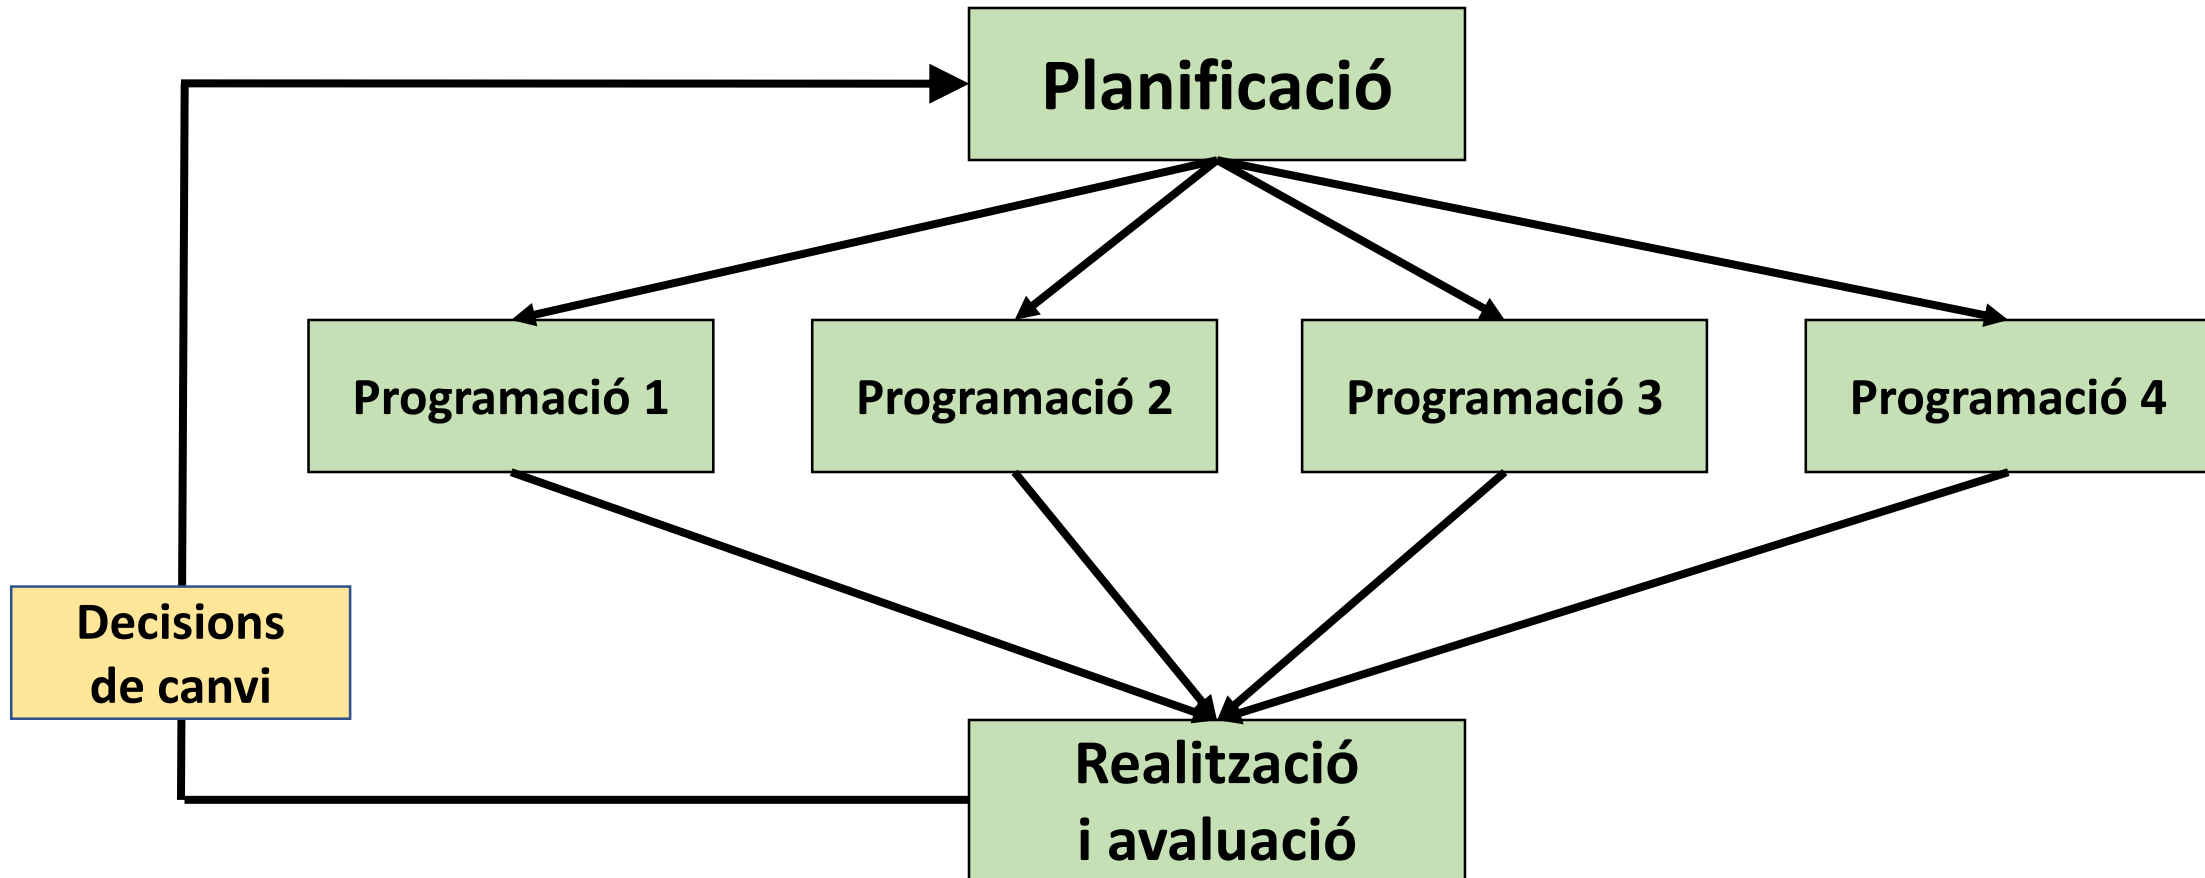 Planificació
Programació 1
Programació 2
Programació 3
Programació 4
Decisions
de canvi
Realització
i avaluació